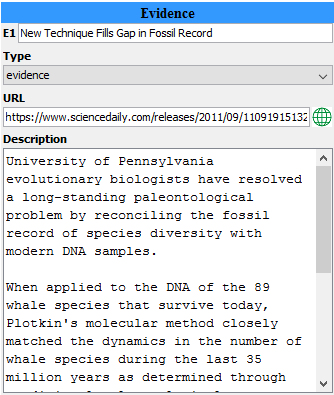 Evidence
E1 New Technique Fills Gap in Fossil Record
Type
evidence
URL
https://www.sciencedaily.com/releases/2011/09/11091915132
Description
University of Pennsylvania
evolutionary biologists have resolved
a long-standing paleontological
problem by reconciling the fossil
record of species diversity with
modern DNA samples.
When applied to the DNA of the 89
whale species that survive today,
Plotkin's molecular method closely
matched the dynamics in the number of
whale species during the last 35
million years as determined through